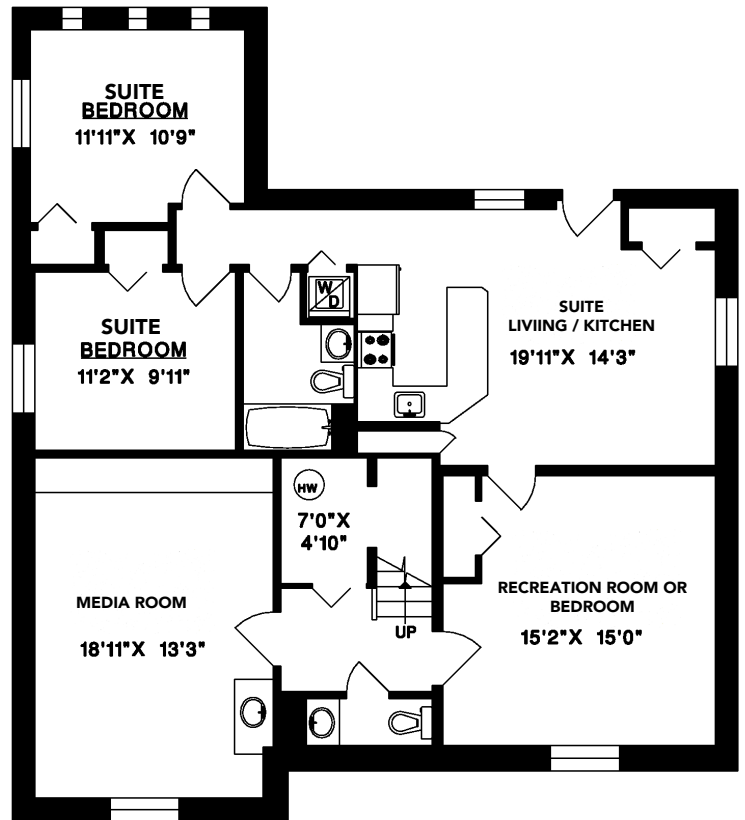 SUITE
BEDROOM
11'11"X 10'9"
SUITE
BEDROOM
11'2"X 9'11"
W
D
SUITE
LIVIING / KITCHEN
19'11"X 14'3"
HW
7'0"X
4'10"
MEDIA ROOM
18'11"X 13'3"
UP
RECREATION ROOM OR
BEDROOM
15'2"X 15'0"